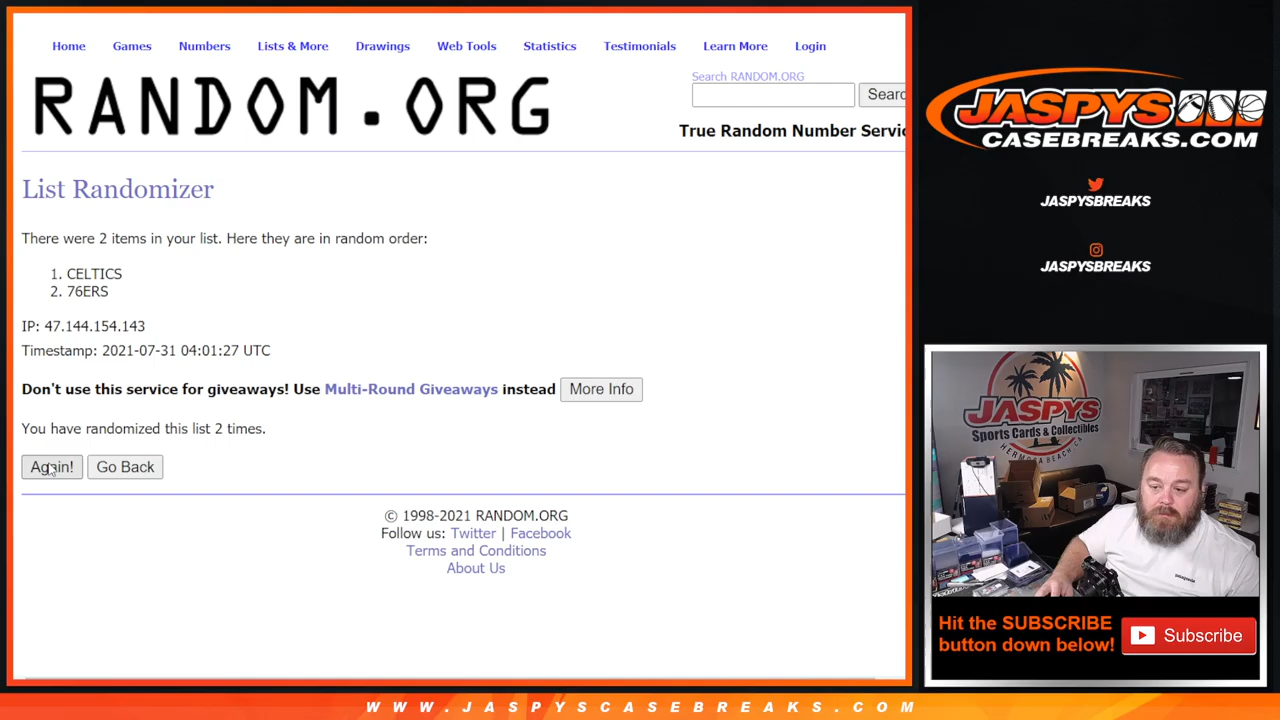 Home Games Numbers Lists & More Drawings Web Tools Statistics Testimonials Learn More Login
Search RANDOM.ORG
RANDOM.ORG
Searc
True Random Number Servic
List Randomizer
There were 2 items in your list. Here they are in random order:
1. CELTICS
2. 76ERS
IP: 47.144.154.143
Timestamp: 2021-07-31 04:01:27 UTC
Don't use this service for giveaways! Use Multi-Round Giveaways instead More Info
You have randomized this list 2 times.
Again! Go Back
© 1998-2021 RANDOM.ORG
Follow us: Twitter | Facebook
Terms and Conditions
About Us
JASPYS
CASEBREAKS.COM
JASPYSBREAKS
JASPYSBREAKS
JASPYS
Sports Cards & Collectibles
HERMOSA BEACH, CA
patagonia
Hit the SUBSCRIBE
button down below!
Subscribe
WWW.JASPYSCASEBREAKS.COM